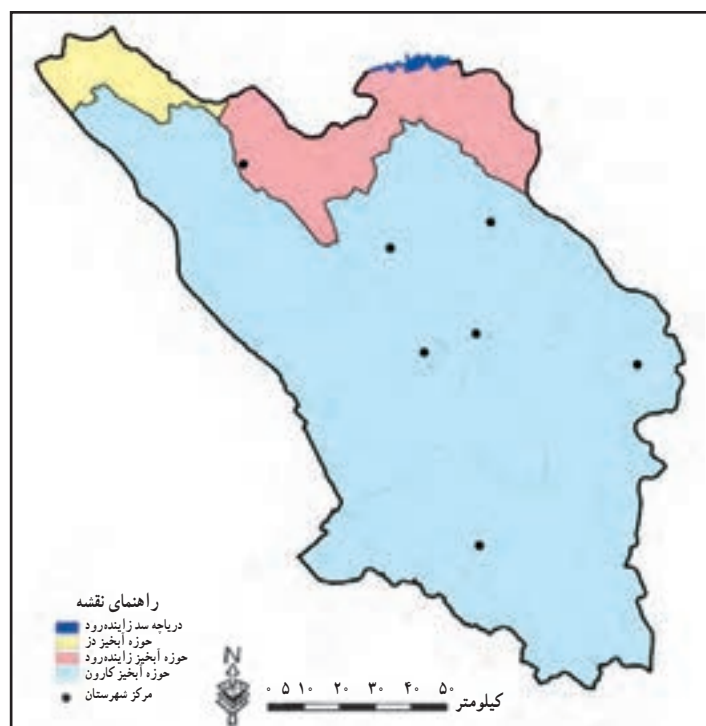 راهنمای نقشه
دریاچه سد زاینده‌رود
حوزه آبخیز دز
حوزه آبخیز زاینده‌رود
حوزه آبخیز کارون
مرکز شهرستان
N
۰ ۵ ۱۰ ۲۰ ۳۰ ۴۰ ۵۰
کیلومتر